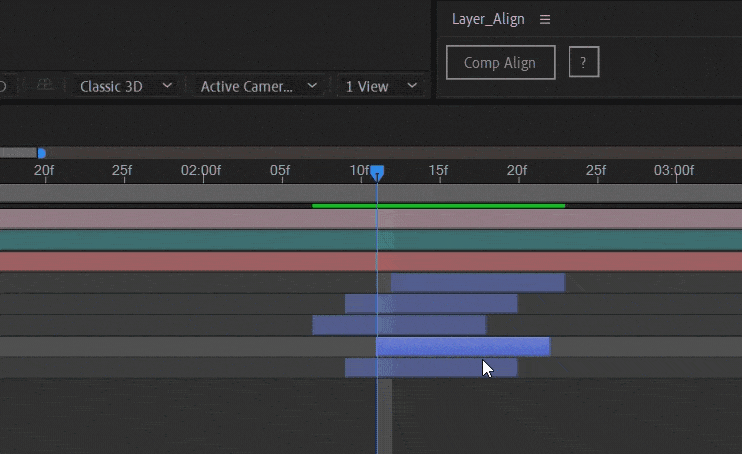 Layer_Align
Comp Align
?
Classic 3D
Active Camer...
1 View
20f 25f 02:00f 05f 10f 15f 20f 25f 03:00f